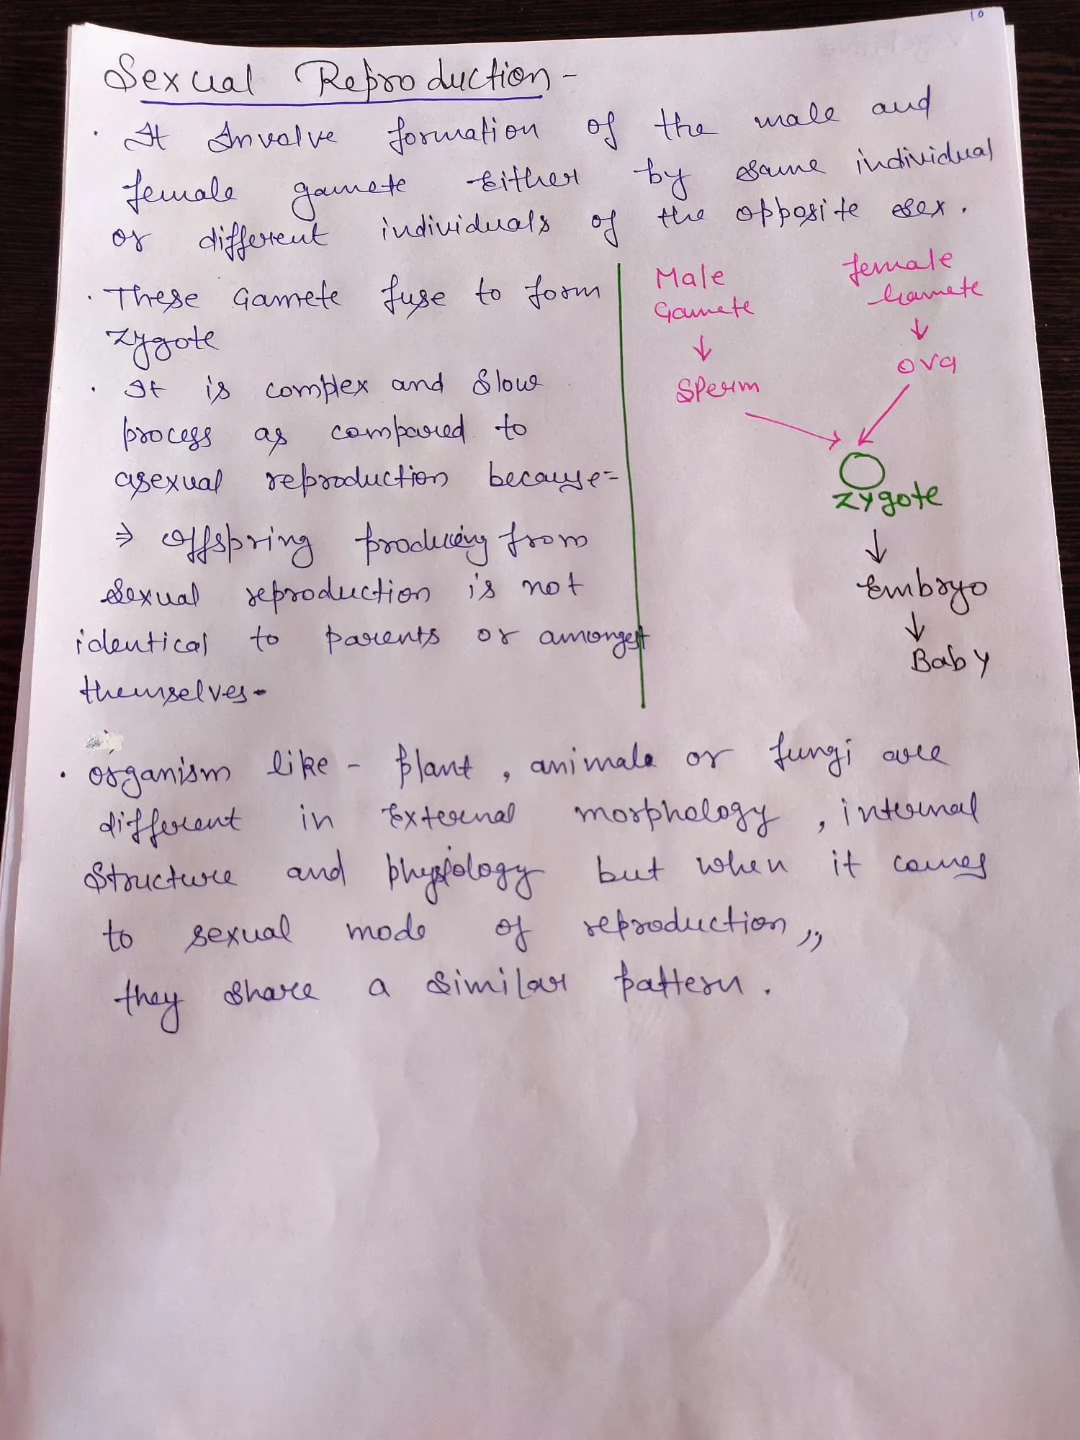 10
Sexual Reproduction -
· It Involve formation of the male and
female gamete Either by same individual
or different individuals of the opposite sex.
· These Gamete fuse to form
zygote
· It is complex and slow
process as compared to
asexual reproduction because-
⇒ Offspring producing from
sexual reproduction is not
identical to parents or amongst
themselves-
Male
Gamete
↓
Sperm
female
Gamete
↓
ova
Zygote
↓
Embryo
↓
Baby
· organism like - plant, animals or fungi are
different in External morphology, internal
structure and physiology but when it comes
to sexual mode of reproduction,,
they share a similar pattern.